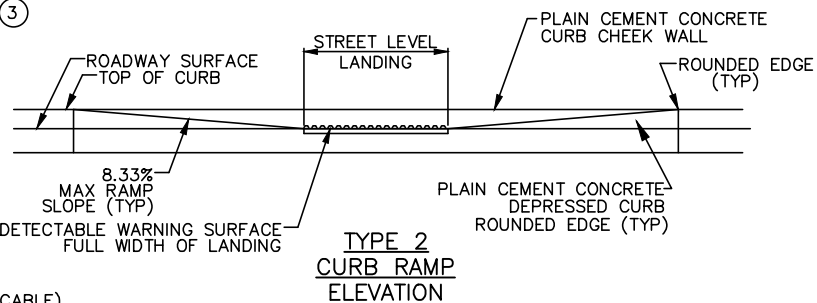 3
PLAIN CEMENT CONCRETE
CURB CHEEK WALL
STREET LEVEL
LANDING
ROADWAY SURFACE
TOP OF CURB
ROUNDED EDGE
(TYP)
8.33%
MAX RAMP
SLOPE (TYP)
PLAIN CEMENT CONCRETE
DEPRESSED CURB
ROUNDED EDGE (TYP)
DETECTABLE WARNING SURFACE
FULL WIDTH OF LANDING
TYPE 2
CURB RAMP
ELEVATION
CABLE)